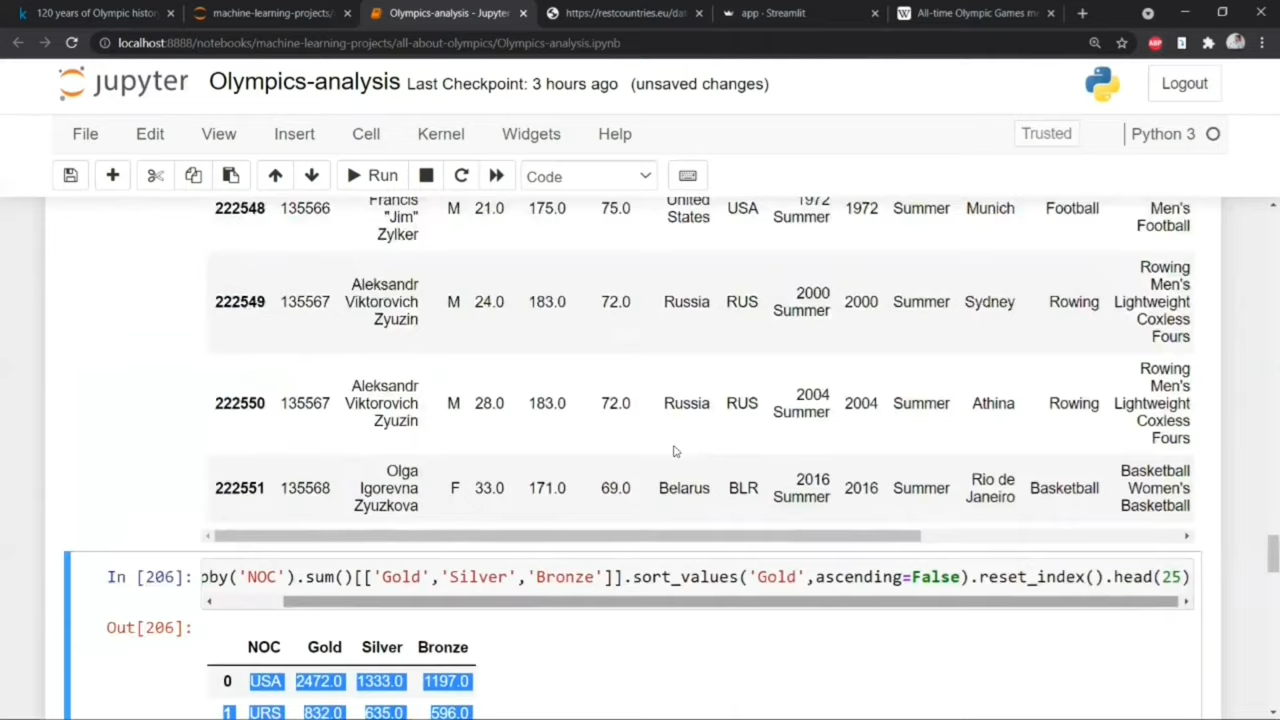 120 years of Olympic histor
machine-learning-projects/
Olympics-analysis - Jupyter
https://restcountries.eu/dat
app · Streamlit
W All-time Olympic Games m
localhost:8888/notebooks/machine-learning-projects/all-about-olympics/Olympics-analysis.ipynb
ABP
jupyter Olympics-analysis Last Checkpoint: 3 hours ago (unsaved changes) Logout
File Edit View Insert Cell Kernel Widgets Help Trusted Python 3
Run Code
222548 135566 Francis "Jim" Zylker M 21.0 175.0 75.0 United States USA 1972 Summer 1972 Summer Munich Football Men's Football
222549 135567 Aleksandr Viktorovich Zyuzin M 24.0 183.0 72.0 Russia RUS 2000 Summer 2000 Summer Sydney Rowing Rowing Men's Lightweight Coxless Fours
222550 135567 Aleksandr Viktorovich Zyuzin M 28.0 183.0 72.0 Russia RUS 2004 Summer 2004 Summer Athina Rowing Rowing Men's Lightweight Coxless Fours
222551 135568 Olga Igorevna Zyuzkova F 33.0 171.0 69.0 Belarus BLR 2016 Summer 2016 Summer Rio de Janeiro Basketball Basketball Women's Basketball
In [206]: pby('NOC').sum()[['Gold','Silver','Bronze']].sort_values('Gold',ascending=False).reset_index().head(25)
Out[206]:
NOC Gold Silver Bronze
0 USA 2472.0 1333.0 1197.0
1 URS 832.0 635.0 596.0